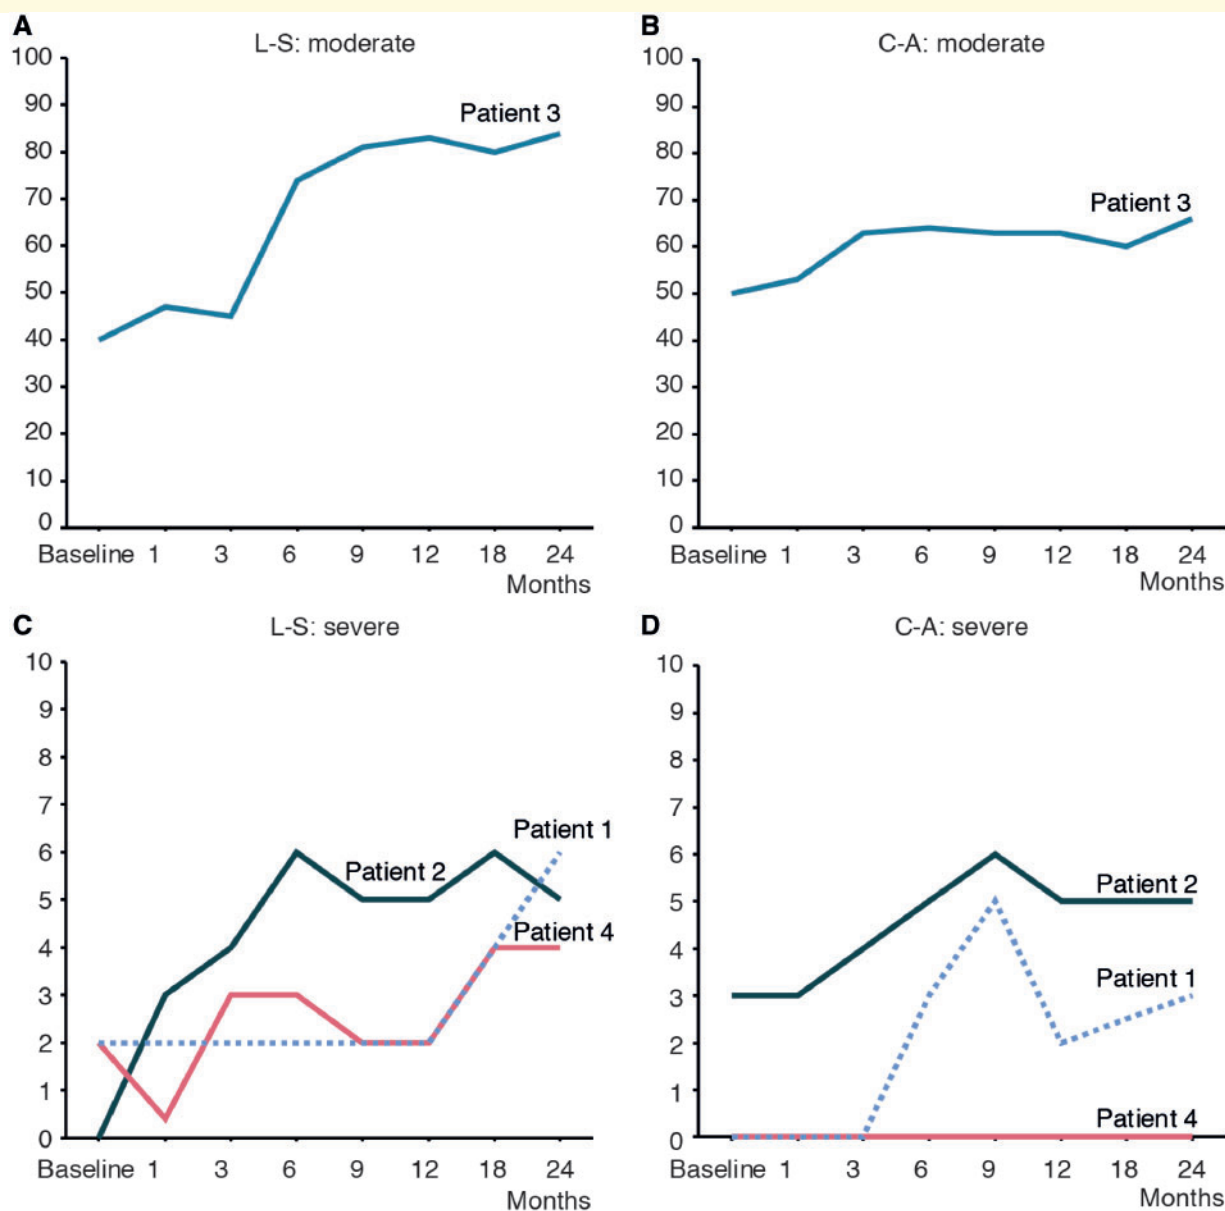 A
L-S: moderate
100
90
80
70
60
50
40
30
20
10
0
Patient 3
Baseline 1 3 6 9 12 18 24
Months
B
C-A: moderate
100
90
80
70
60
50
40
30
20
10
0
Patient 3
Baseline 1 3 6 9 12 18 24
Months
C
L-S: severe
10
9
8
7
6
5
4
3
2
1
0
Patient 1
Patient 2
Patient 4
Baseline 1 3 6 9 12 18 24
Months
D
C-A: severe
10
9
8
7
6
5
4
3
2
1
0
Patient 2
Patient 1
Patient 4
Baseline 1 3 6 9 12 18 24
Months